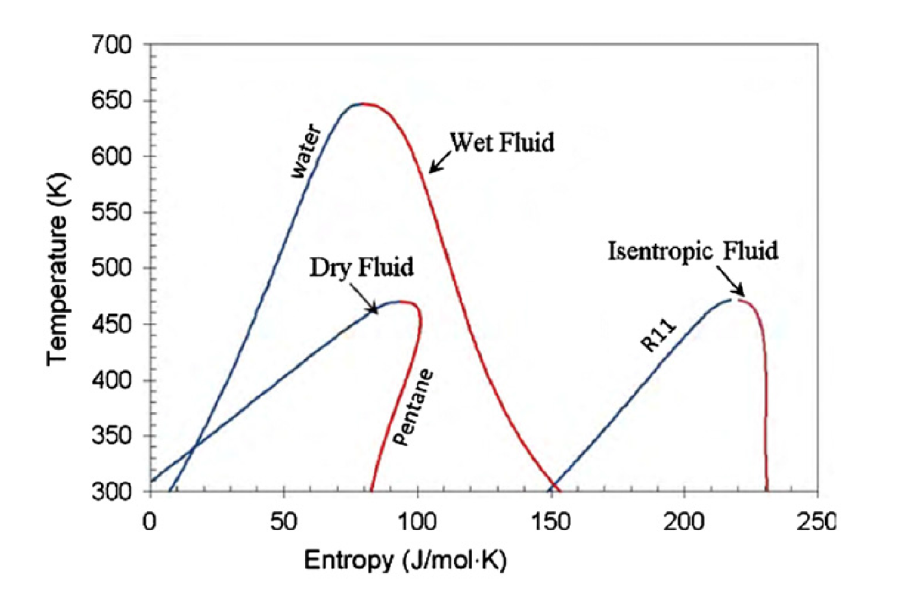 700
650
600
550
500
450
400
350
300
Temperature (K)
water
Wet Fluid
Dry Fluid
Pentane
Isentropic Fluid
R11
0
50
100
150
200
250
Entropy (J/mol·K)